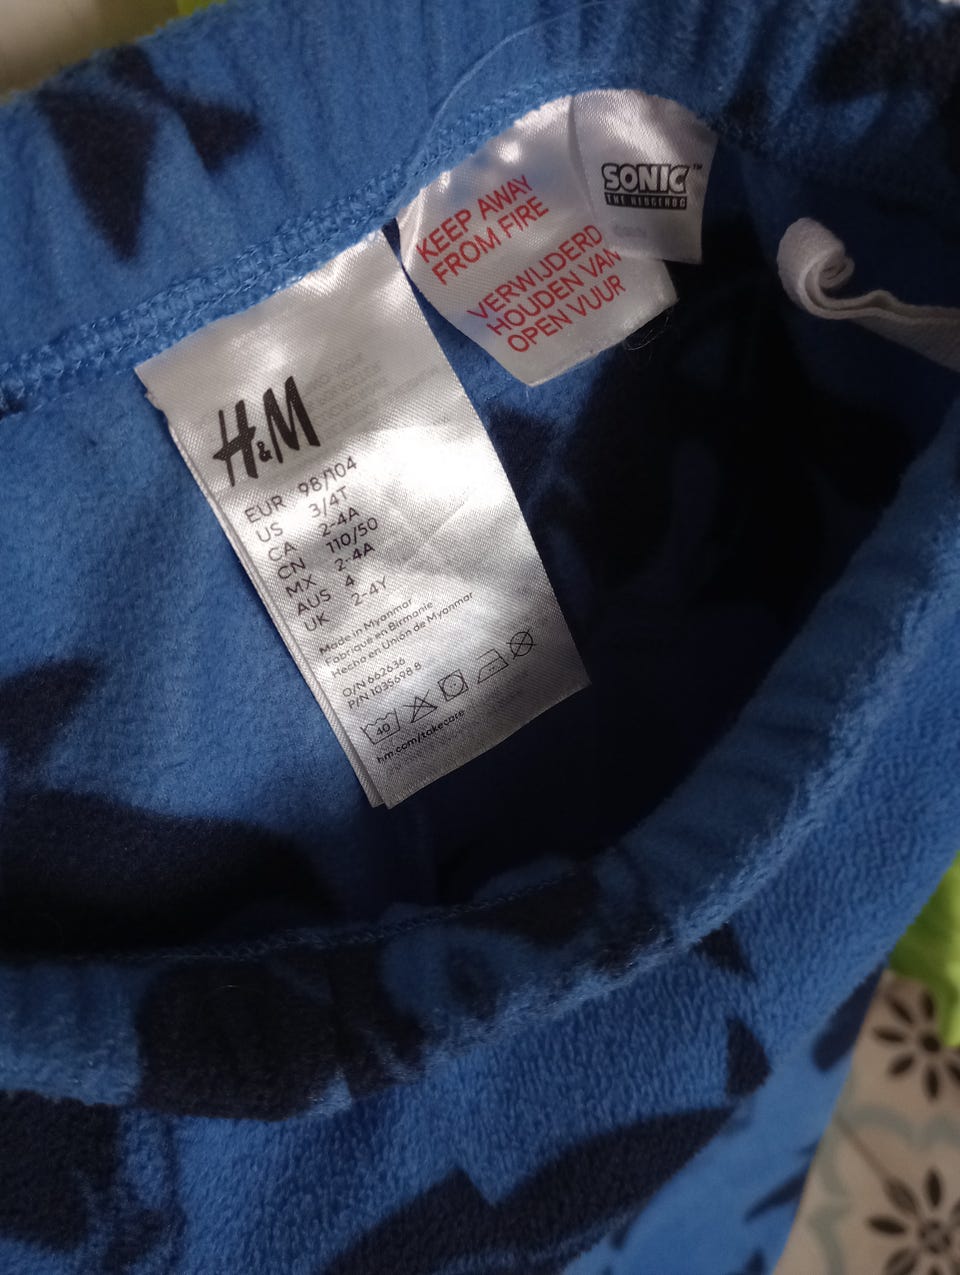 SONIC™
THE HEDGEHOG
KEEP AWAY
FROM FIRE
VERWIJDERD
HOUDEN VAN
OPEN VUUR
H&M
EUR 98/104
US 3/4T
CA 2-4A
CN 110/50
MX 2-4A
AUS 4
UK 2-4Y
Made in Myanmar
Fabriqué en Birmanie
Hecho en Unión de Myanmar
O/N 662636
P/N 1035698 8
40
hm.com/takecare